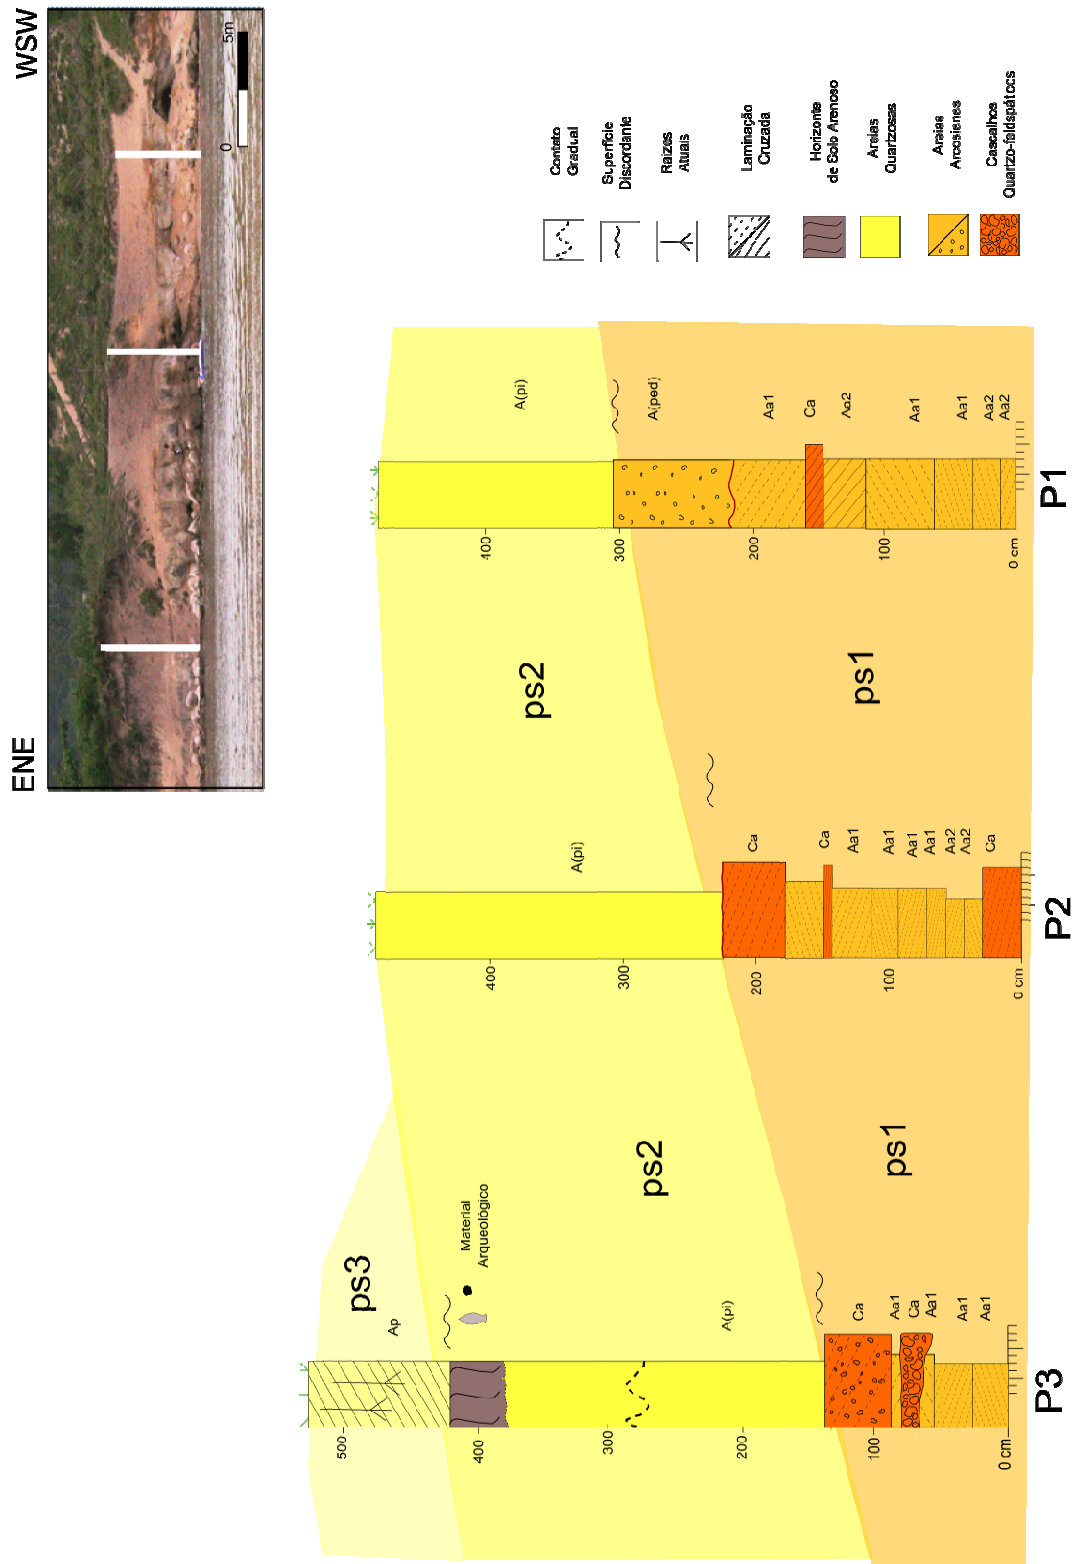 ENE
WSW
0
5m
Contato
Gradual
Superfície
Discordante
Raízes
Atuais
Laminação
Cruzada
Horizonte
de Solo Arenoso
Areias
Quartzosas
Areias
Arcosienes
Cascalhos
Quartzo-feldspáticos
P3
500
400
300
200
100
0 cm
ps3
Ap
Material
Arqueológico
A(pi)
Ca
Aa1
Ca
Aa1
Aa1
Aa1
ps2
ps1
P2
400
300
200
100
0 cm
A(pi)
Ca
Ca
Aa1
Aa1
Aa1
Aa1
Aa2
Aa2
Ca
ps2
ps1
P1
400
300
200
100
0 cm
A(pi)
A(ped)
Aa1
Ca
Aa2
Aa1
Aa1
Aa2
Aa2